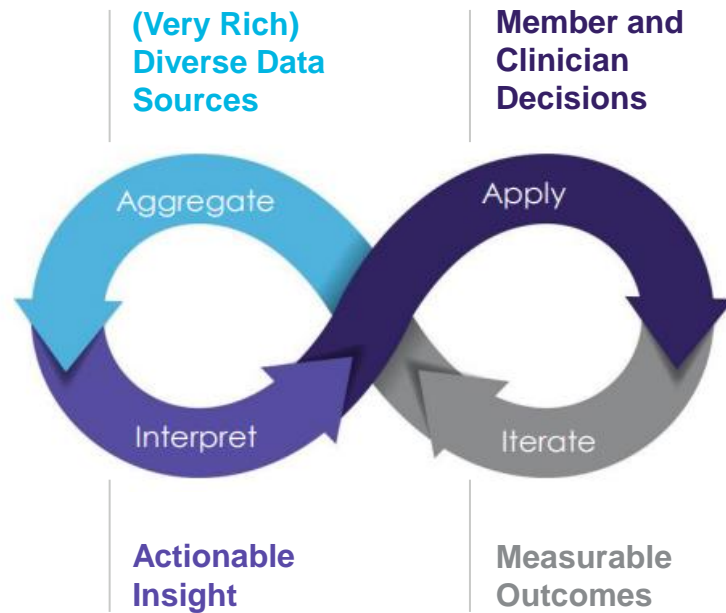 (Very Rich)
Diverse Data
Sources
Member and
Clinician
Decisions
Aggregate
Apply
Interpret
Iterate
Actionable
Insight
Measurable
Outcomes